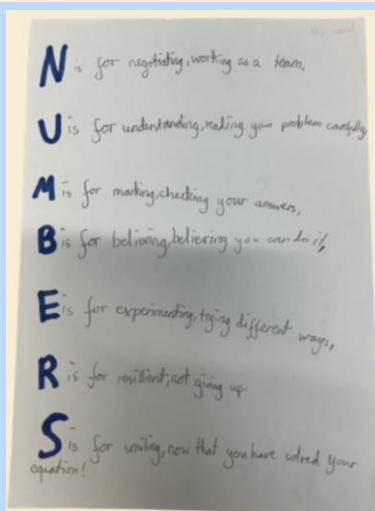 N is for negotiating, working as a team,
U is for understanding, reading your problem carefully,
M is for marking, checking your answers,
B is for believing, believing you can do it,
E is for experimenting, trying different ways,
R is for resilient, not giving up.
S is for smiling, now that you have solved your
equation!